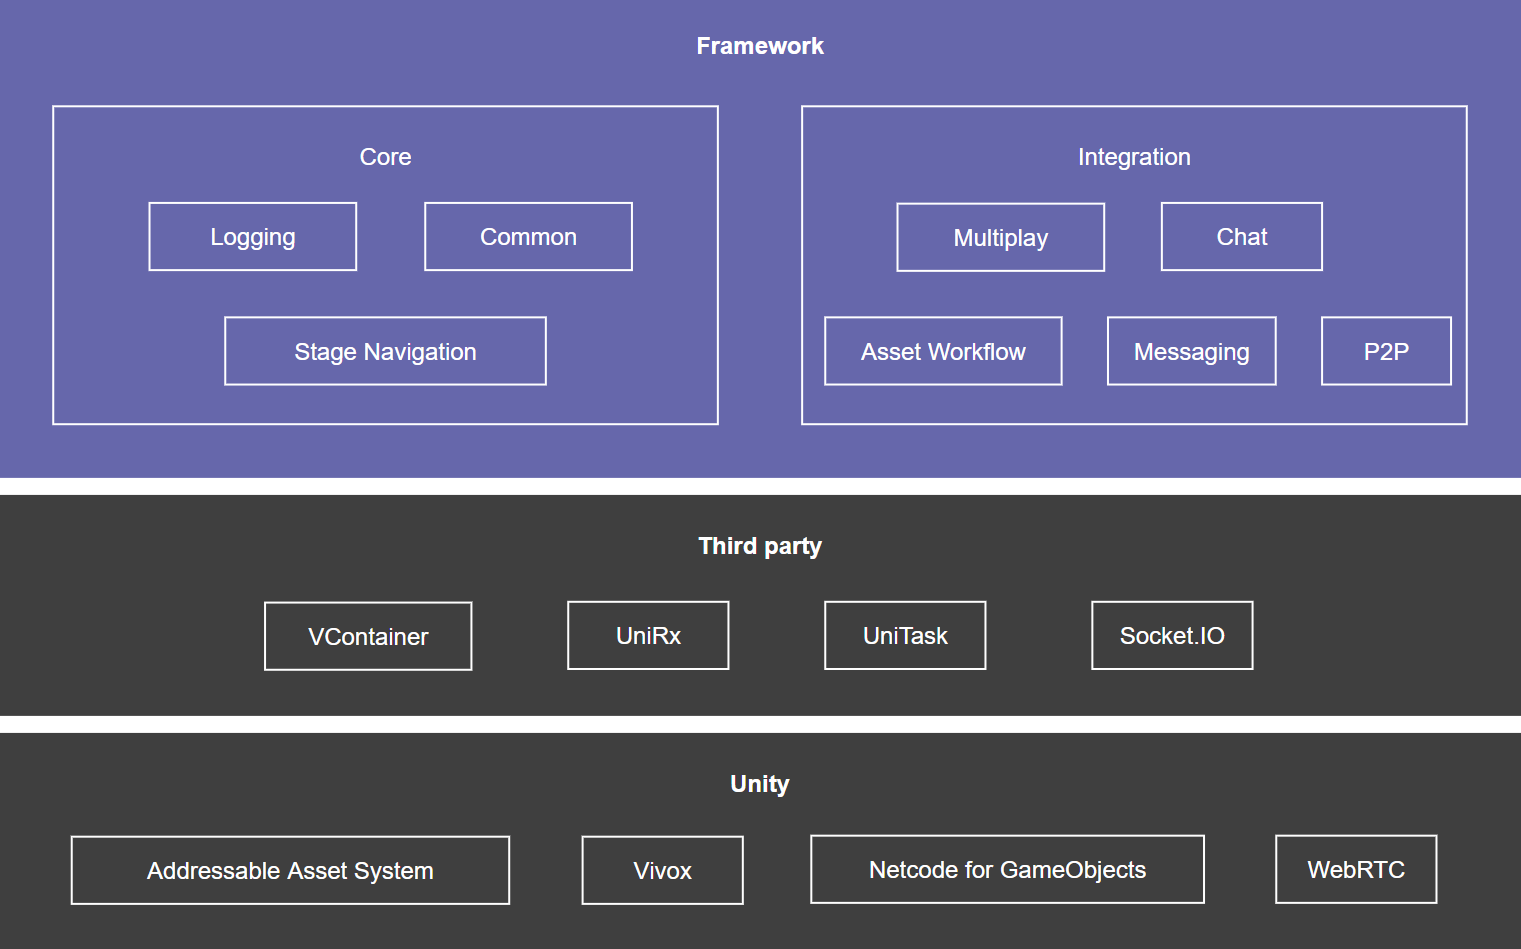 Framework
Core
Integration
Logging
Common
Multiplay
Chat
Stage Navigation
Asset Workflow
Messaging
P2P
Third party
VContainer
UniRx
UniTask
Socket.IO
Unity
Addressable Asset System
Vivox
Netcode for GameObjects
WebRTC